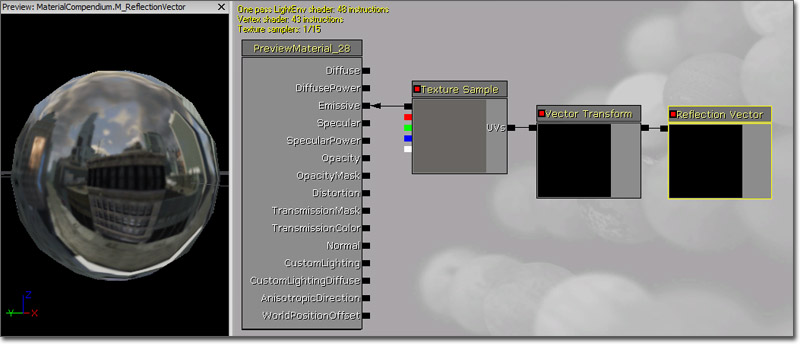 Preview: MaterialCompendium.M_ReflectionVector
One pass LightEnv shader: 48 instructions
Vertex shader: 43 instructions
Texture samplers: 1/15
PreviewMaterial_28
Diffuse
DiffusePower
Emissive
Specular
SpecularPower
Opacity
OpacityMask
Distortion
TransmissionMask
TransmissionColor
Normal
CustomLighting
CustomLightingDiffuse
AnisotropicDirection
WorldPositionOffset
Texture Sample
UVs
Vector Transform
Reflection Vector
Z
Y
X